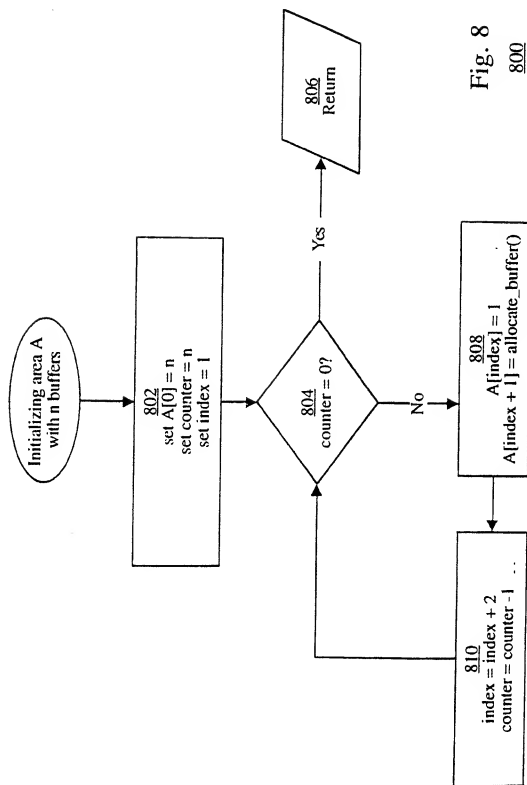 Initializing area A
with n buffers
802
set A[0] = n
set counter = n
set index = 1
804
counter = 0?
Yes
806
Return
No
808
A[index] = 1
A[index + 1] = allocate_buffer()
810
index = index + 2
counter = counter -1
Fig. 8
800